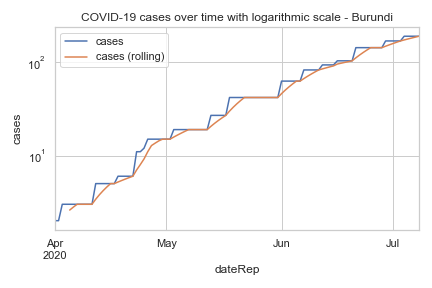 COVID-19 cases over time with logarithmic scale - Burundi
cases
cases (rolling)
10²
10¹
cases
Apr
2020
May
Jun
Jul
dateRep